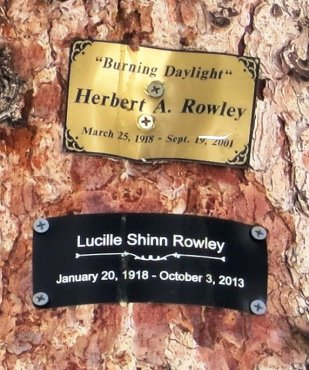 "Burning Daylight"
Herbert A. Rowley
March 25, 1918 - Sept. 19, 2001
Lucille Shinn Rowley
January 20, 1918 - October 3, 2013